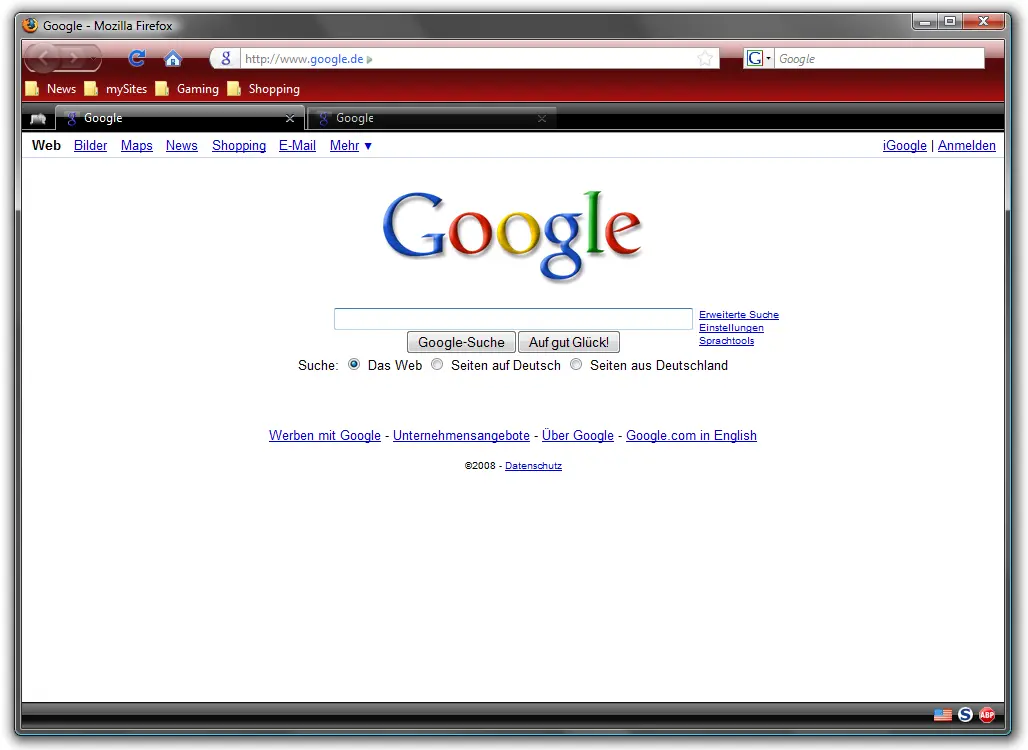 Google - Mozilla Firefox
http://www.google.de
G Google
News mySites Gaming Shopping
Google Google
Web Bilder Maps News Shopping E-Mail Mehr ▼ iGoogle | Anmelden
Google
Erweiterte Suche
Einstellungen
Sprachtools
Google-Suche Auf gut Glück!
Suche: Das Web Seiten auf Deutsch Seiten aus Deutschland
Werben mit Google - Unternehmensangebote - Über Google - Google.com in English
©2008 - Datenschutz
S ABP